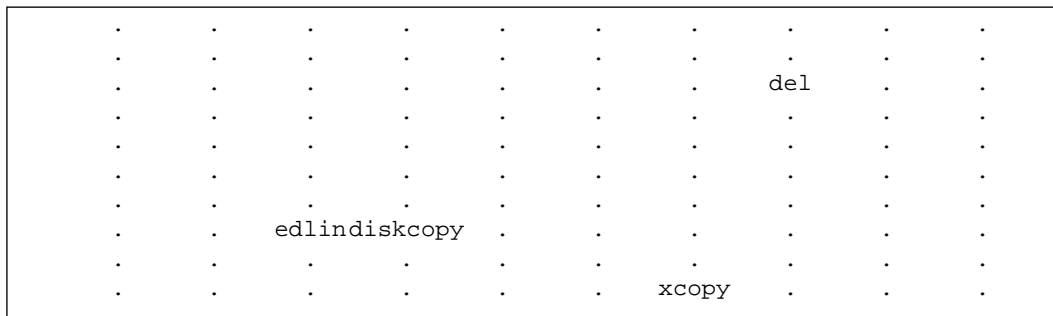 . . . . . . . . . .
. . . . . . . . . .
. . . . . . . del . .
. . . . . . . . . .
. . . . . . . . . .
. . . . . . . . . .
. . . . . . . . . .
. . edlindiskcopy . . . . . .
. . . . . . . . . .
. . . . . . xcopy . . .